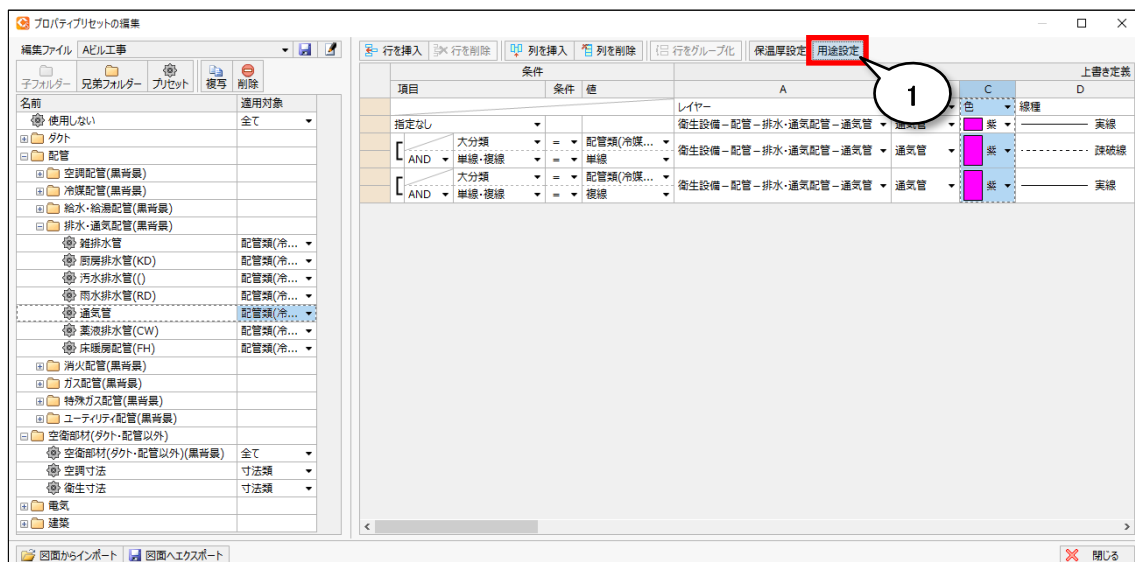 プロパティプリセットの編集
編集ファイル Aビル工事
子フォルダー 兄弟フォルダー プリセット 複写 削除
名前 適用対象
使用しない 全て
ダクト
配管
空調配管(黒背景)
冷媒配管(黒背景)
給水・給湯配管(黒背景)
排水・通気配管(黒背景)
雑排水管 配管類(冷...
厨房排水管(KD) 配管類(冷...
汚水排水管(() 配管類(冷...
雨水排水管(RD) 配管類(冷...
通気管 配管類(冷...
薬液排水管(CW) 配管類(冷...
床暖房配管(FH) 配管類(冷...
消火配管(黒背景)
ガス配管(黒背景)
特殊ガス配管(黒背景)
ユーティリティ配管(黒背景)
空衛部材(ダクト・配管以外)
空衛部材(ダクト・配管以外)(黒背景) 全て
空調寸法 寸法類
衛生寸法 寸法類
電気
建築
行を挿入 行を削除 列を挿入 列を削除 行をグループ化 保温厚設定 用途設定
1
条件 上書き定義
項目 条件 値 A C D
レイヤー 色 線種
指定なし 衛生設備-配管-排水・通気配管-通気管 通気管 紫 実線
大分類 = 配管類(冷媒...
AND 単線・複線 = 単線
衛生設備-配管-排水・通気配管-通気管 通気管 紫 疎破線
大分類 = 配管類(冷媒...
AND 単線・複線 = 複線
衛生設備-配管-排水・通気配管-通気管 通気管 紫 実線
図面からインポート 図面へエクスポート 閉じる